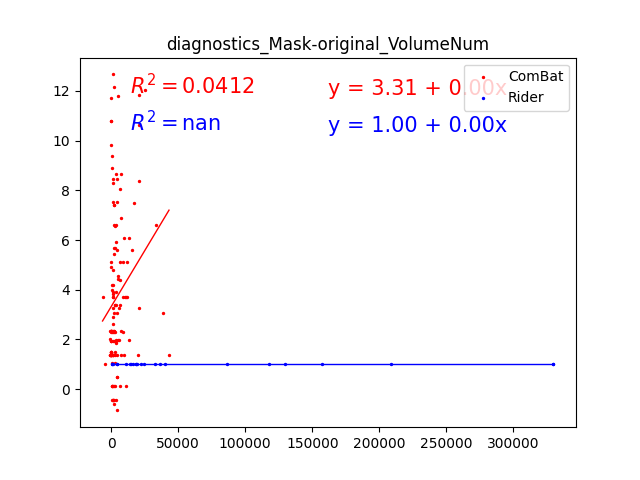 diagnostics_Mask-original_VolumeNum
R² = 0.0412
y = 3.31 + 0.00x
ComBat
Rider
R² = nan
y = 1.00 + 0.00x
12
10
8
6
4
2
0
0 50000 100000 150000 200000 250000 300000